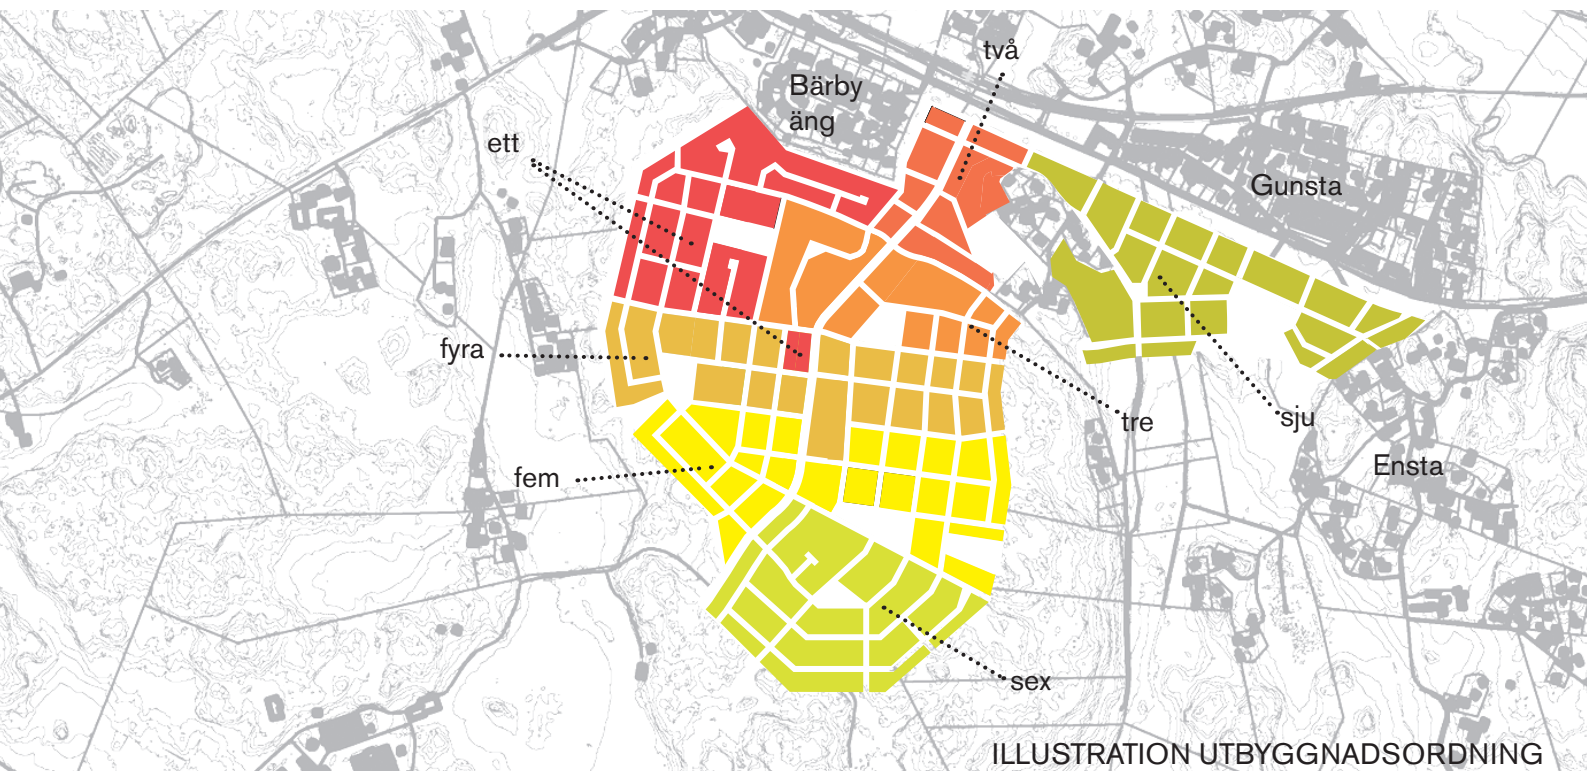 två
Bärby
äng
ett
Gunsta
fyra
tre
sju
Ensta
fem
sex
ILLUSTRATION UTBYGGNADSORDNING